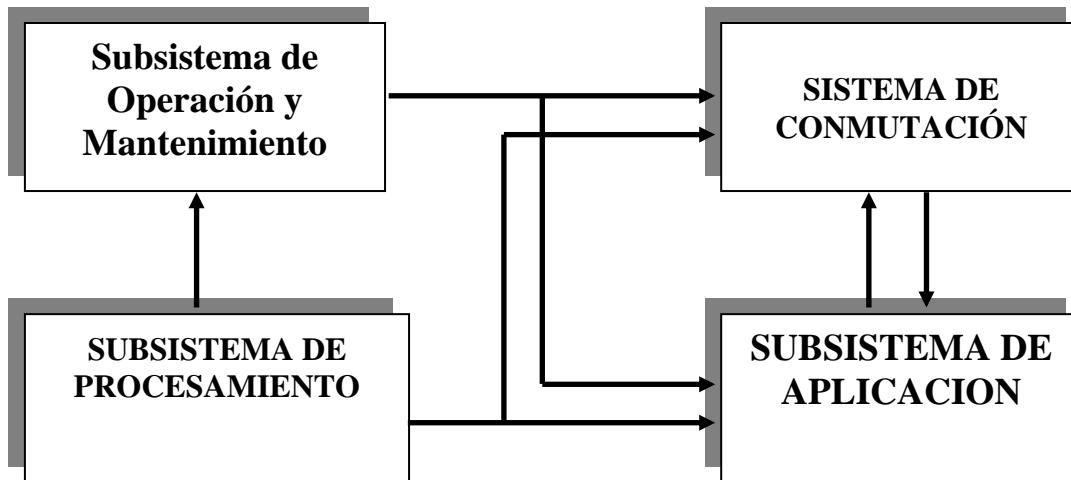 Subsistema de
Operación y
Mantenimiento
SISTEMA DE
CONMUTACIÓN
SUBSISTEMA DE
PROCESAMIENTO
SUBSISTEMA DE
APLICACION